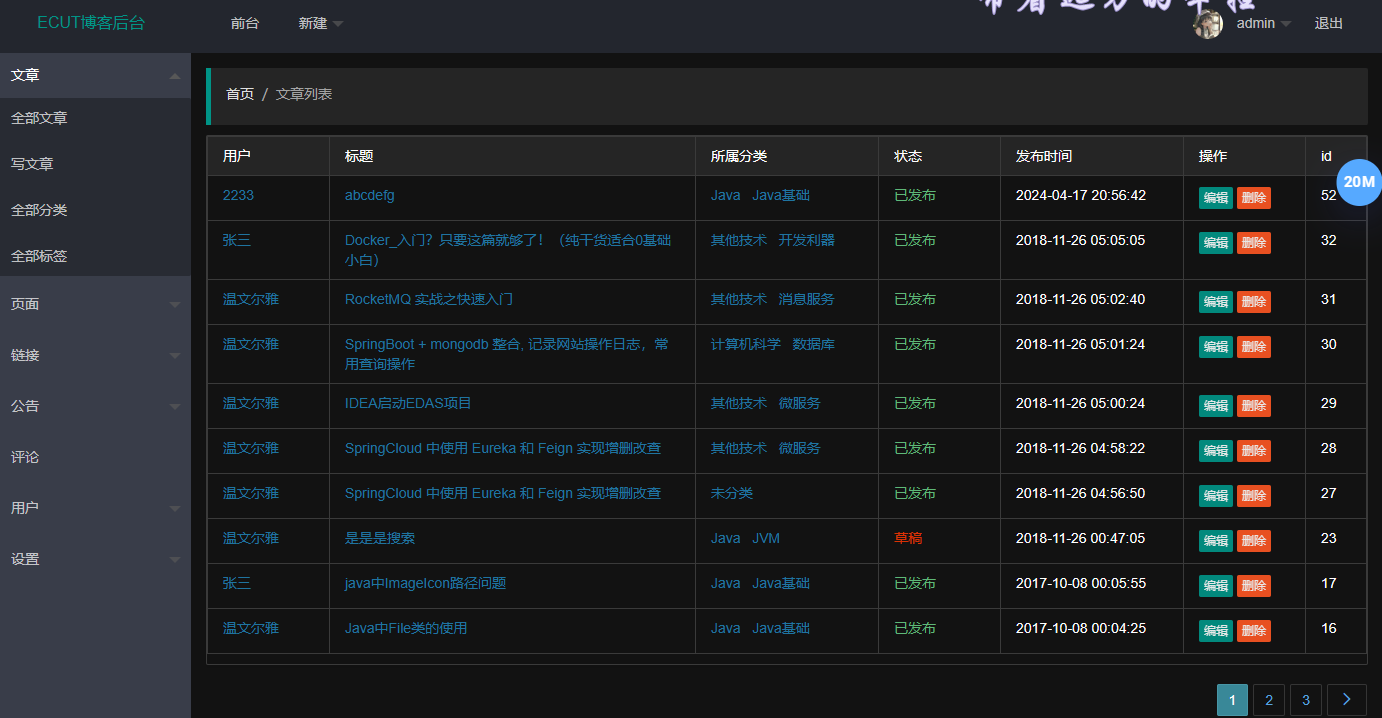 带着远方的牵挂
ECUT博客后台 前台 新建 admin 退出
文章
全部文章
写文章
全部分类
全部标签
页面
链接
公告
评论
用户
设置
首页 / 文章列表
用户 标题 所属分类 状态 发布时间 操作 id
20M
2233 abcdefg Java Java基础 已发布 2024-04-17 20:56:42 编辑 删除 52
张三 Docker_入门？只要这篇就够了！（纯干货适合0基础
小白） 其他技术 开发利器 已发布 2018-11-26 05:05:05 编辑 删除 32
温文尔雅 RocketMQ 实战之快速入门 其他技术 消息服务 已发布 2018-11-26 05:02:40 编辑 删除 31
温文尔雅 SpringBoot + mongodb 整合, 记录网站操作日志，常
用查询操作 计算机科学 数据库 已发布 2018-11-26 05:01:24 编辑 删除 30
温文尔雅 IDEA启动EDAS项目 其他技术 微服务 已发布 2018-11-26 05:00:24 编辑 删除 29
温文尔雅 SpringCloud 中使用 Eureka 和 Feign 实现增删改查 其他技术 微服务 已发布 2018-11-26 04:58:22 编辑 删除 28
温文尔雅 SpringCloud 中使用 Eureka 和 Feign 实现增删改查 未分类 已发布 2018-11-26 04:56:50 编辑 删除 27
温文尔雅 是是是搜索 Java JVM 草稿 2018-11-26 00:47:05 编辑 删除 23
张三 java中ImageIcon路径问题 Java Java基础 已发布 2017-10-08 00:05:55 编辑 删除 17
温文尔雅 Java中File类的使用 Java Java基础 已发布 2017-10-08 00:04:25 编辑 删除 16
1 2 3